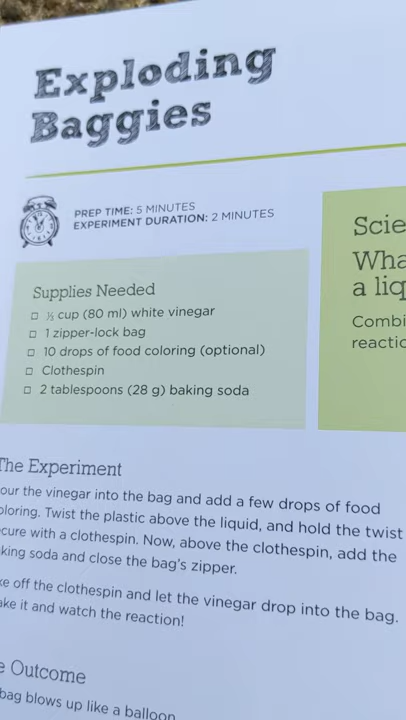 Exploding
Baggies
PREP TIME: 5 MINUTES
EXPERIMENT DURATION: 2 MINUTES
Supplies Needed
□ ⅓ cup (80 ml) white vinegar
□ 1 zipper-lock bag
□ 10 drops of food coloring (optional)
□ Clothespin
□ 2 tablespoons (28 g) baking soda
Scie
Wha
a liq
Combi
reactio
The Experiment
our the vinegar into the bag and add a few drops of food
oloring. Twist the plastic above the liquid, and hold the twist
cure with a clothespin. Now, above the clothespin, add the
king soda and close the bag's zipper.
ke off the clothespin and let the vinegar drop into the bag.
ake it and watch the reaction!
e Outcome
bag blows up like a balloon